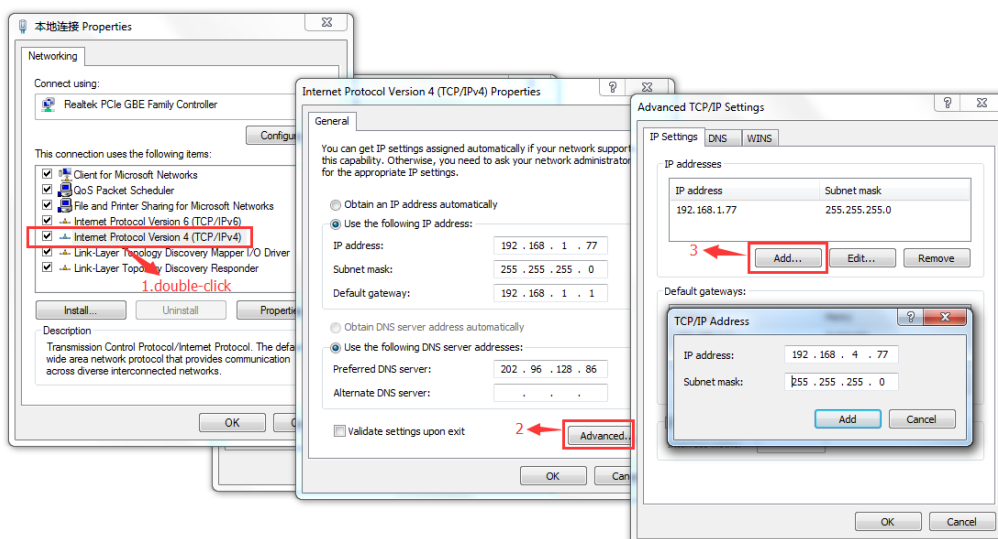 本地连接 Properties
Networking
Connect using:
Realtek PCIe GBE Family Controller
Configu
This connection uses the following items:
Client for Microsoft Networks
QoS Packet Scheduler
File and Printer Sharing for Microsoft Networks
Internet Protocol Version 6 (TCP/IPv6)
Internet Protocol Version 4 (TCP/IPv4)
Link-Layer Topology Discovery Mapper I/O Driver
Link-Layer Topology Discovery Responder
1.double-click
Install...
Uninstall
Propertie
Description
Transmission Control Protocol/Internet Protocol. The defa
wide area network protocol that provides communication
across diverse interconnected networks.
OK
C
Internet Protocol Version 4 (TCP/IPv4) Properties
General
You can get IP settings assigned automatically if your network support
this capability. Otherwise, you need to ask your network administrator
for the appropriate IP settings.
Obtain an IP address automatically
Use the following IP address:
IP address: 192 . 168 . 1 . 77
Subnet mask: 255 . 255 . 255 . 0
Default gateway: 192 . 168 . 1 . 1
Obtain DNS server address automatically
Use the following DNS server addresses:
Preferred DNS server: 202 . 96 . 128 . 86
Alternate DNS server: . . .
Validate settings upon exit
2
Advanced..
OK
Can
Advanced TCP/IP Settings
IP Settings DNS WINS
IP addresses
IP address Subnet mask
192.168.1.77 255.255.255.0
3
Add... Edit... Remove
Default gateways:
TCP/IP Address
IP address: 192 . 168 . 4 . 77
Subnet mask: 255 . 255 . 255 . 0
Add Cancel
OK Cancel